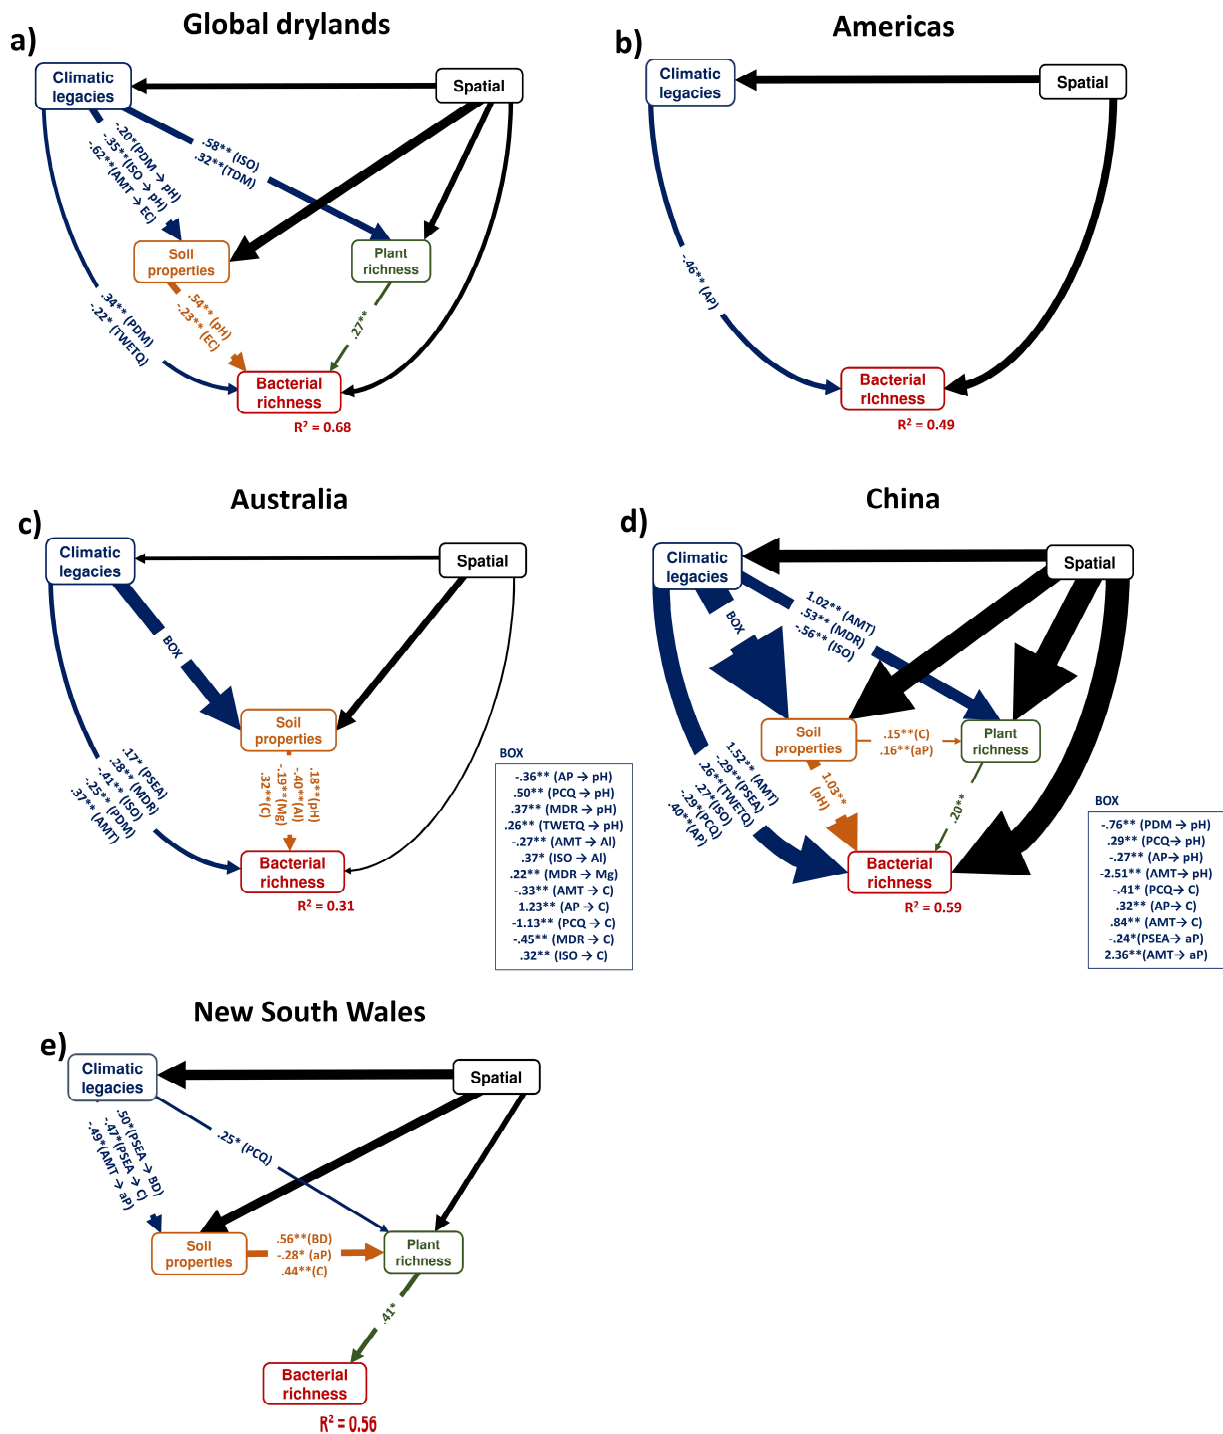 Global drylands
a)
Climatic
legacies
Spatial
-.20*(PDM → pH)
-.35**(ISO → pH)
-.62**(AMT → EC)
.58** (ISO)
.32**(TDM)
Soil
properties
Plant
richness
.34** (PDM)
-.22* (TWETQ)
.54** (pH)
-.23** (EC)
.27**
Bacterial
richness
R² = 0.68
Americas
b)
Climatic
legacies
Spatial
-.46** (AP)
Bacterial
richness
R² = 0.49
Australia
c)
Climatic
legacies
Spatial
BOX
Soil
properties
.17* (PSEA)
.28** (MDR)
-.41** (ISO)
-.25** (PDM)
.37** (AMT)
.18**(pH)
-.40**(Al)
-.19**(Mg)
.32**(C)
Bacterial
richness
R² = 0.31
BOX
-.36** (AP → pH)
.50** (PCQ → pH)
.37** (MDR → pH)
.26** (TWETQ → pH)
-.27** (AMT → Al)
.37* (ISO → Al)
.22** (MDR → Mg)
-.33** (AMT → C)
1.23** (AP → C)
-1.13** (PCQ → C)
-.45** (MDR → C)
.32** (ISO → C)
China
d)
Climatic
legacies
Spatial
BOX
1.02** (AMT)
.53** (MDR)
-.56** (ISO)
Soil
properties
.15**(C)
.16**(aP)
Plant
richness
1.52** (AMT)
-.29**(PSEA)
.26**(TWETQ)
.27*(ISO)
-.29*(PCQ)
.40**(AP)
1.03**
(pH)
.20**
Bacterial
richness
R² = 0.59
BOX
-.76** (PDM → pH)
.29** (PCQ→ pH)
-.27** (AP→ pH)
-2.51** (AMT→ pH)
-.41* (PCQ→ C)
.32** (AP→ C)
.84** (AMT→ C)
-.24*(PSEA→ aP)
2.36**(AMT→ aP)
New South Wales
e)
Climatic
legacies
Spatial
.50*(PSEA → BD)
-.47*(PSEA → C)
-.49*(AMT → aP)
.25* (PCQ)
Soil
properties
.56**(BD)
-.28* (aP)
.44**(C)
Plant
richness
.41*
Bacterial
richness
R² = 0.56